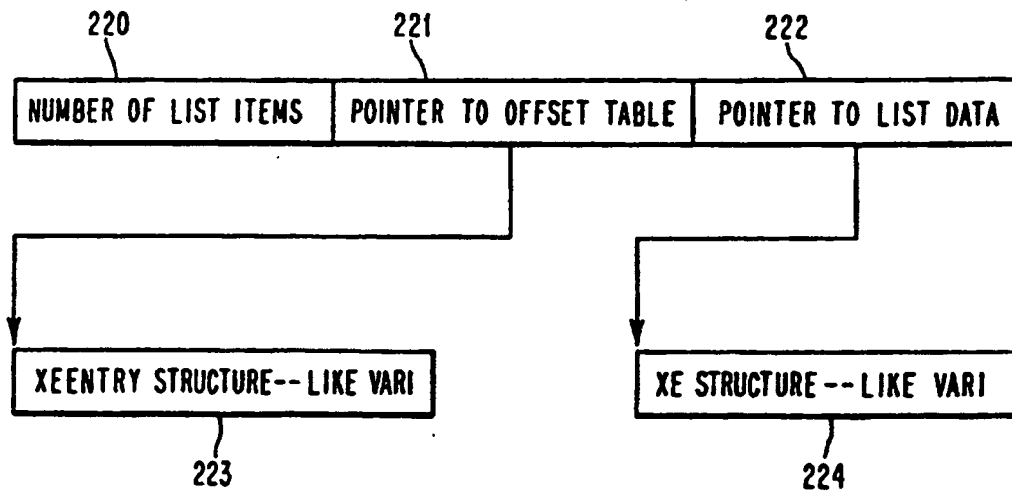 220 221 222
NUMBER OF LIST ITEMS POINTER TO OFFSET TABLE POINTER TO LIST DATA
XEENTRY STRUCTURE--LIKE VARI XE STRUCTURE--LIKE VARI
223 224